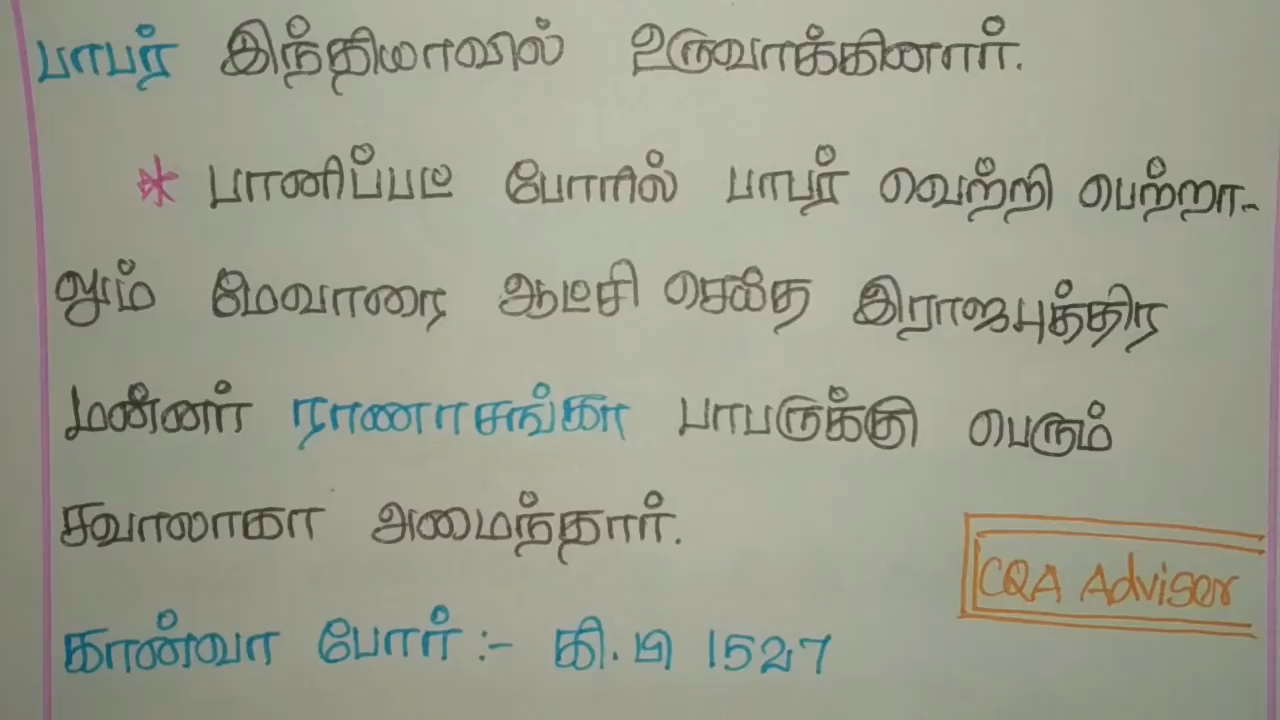 பாபர் இந்தியாவில் உருவாக்கினார்.
* பானிப்பட் போரில் பாபர் வெற்றி பெற்றா-
லும் மேவாரை ஆட்சி செய்த இராஜபுத்திர
மன்னர் ராணாசங்கா பாபருக்கு பெரும்
சவாலாகா அமைந்தார்.
CQA Advisor
கான்வா போர் :- கி.பி 1527